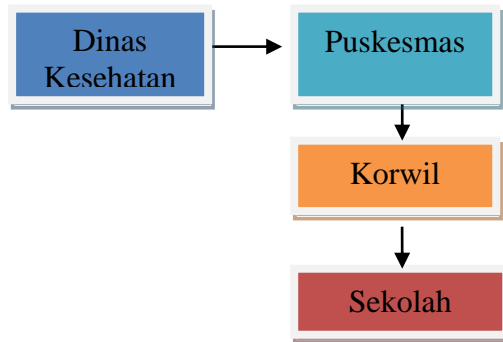 Dinas
Kesehatan
Puskesmas
Korwil
Sekolah